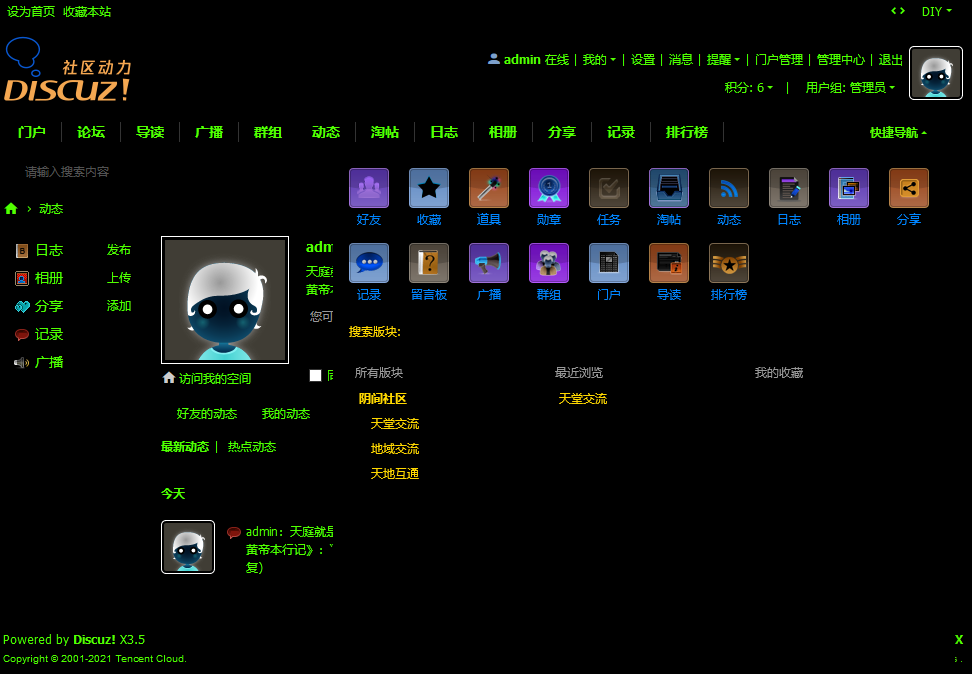 设为首页 收藏本站
DIY
社区动力
DISCUZ!
admin 在线 | 我的 | 设置 | 消息 | 提醒 | 门户管理 | 管理中心 | 退出
积分: 6 | 用户组: 管理员
门户 论坛 导读 广播 群组 动态 淘帖 日志 相册 分享 记录 排行榜 快捷导航
请输入搜索内容
› 动态
日志 发布
相册 上传
分享 添加
记录
广播
adm
天庭
黄帝
您可
访问我的空间
好友的动态 我的动态
最新动态 | 热点动态
今天
admin: 天庭就是
黄帝本行记》:
复)
好友 收藏 道具 勋章 任务 淘帖 动态 日志 相册 分享
记录 留言板 广播 群组 门户 导读 排行榜
搜索版块:
所有版块 最近浏览 我的收藏
阴间社区 天堂交流
天堂交流
地域交流
天地互通
Powered by Discuz! X3.5
X
Copyright © 2001-2021 Tencent Cloud.